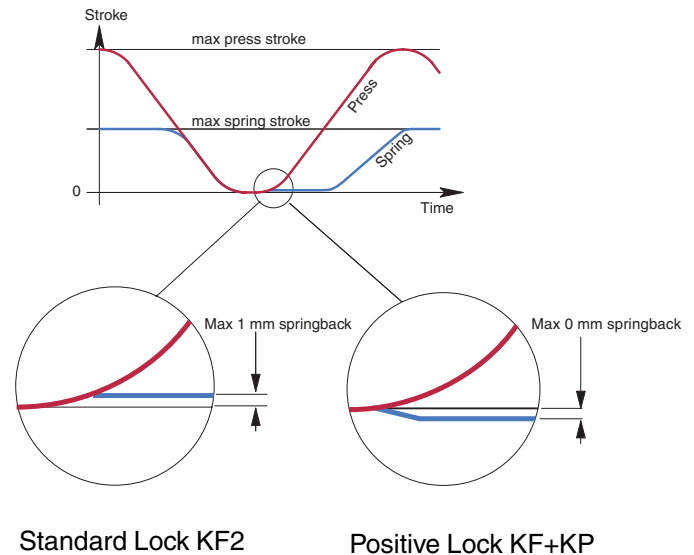 Stroke
max press stroke
Press
max spring stroke
Spring
0
Time
Max 1 mm springback
Max 0 mm springback
Standard Lock KF2
Positive Lock KF+KP